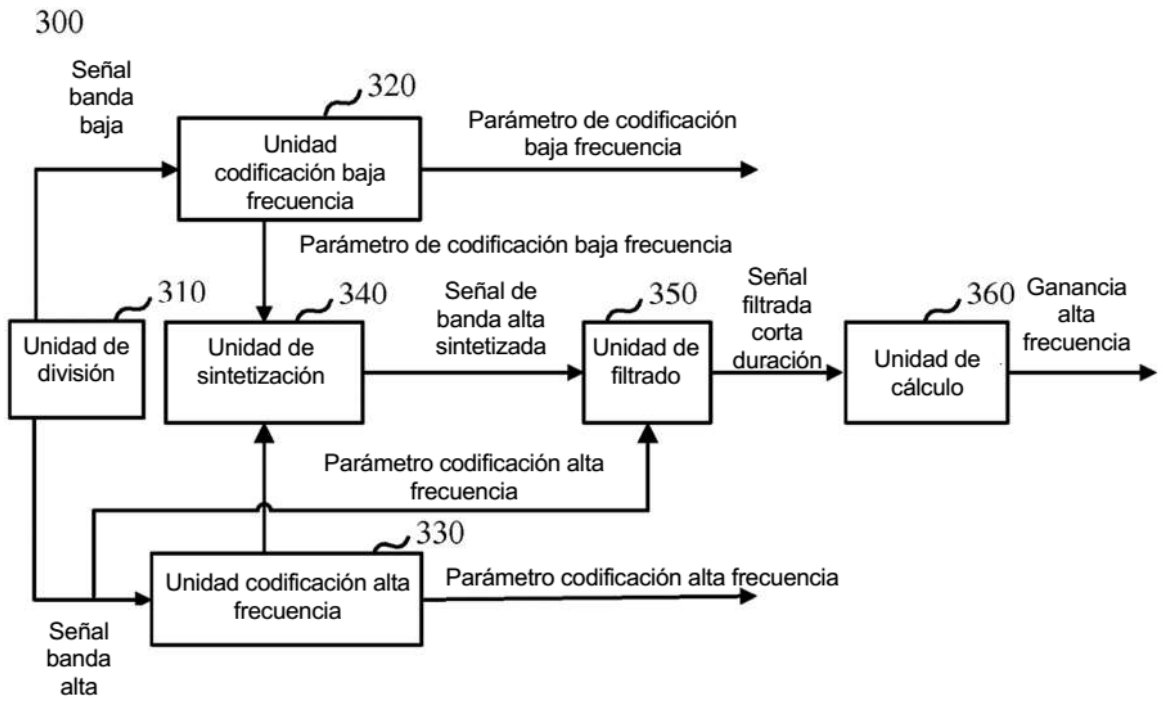 300
Señal
banda
baja
320
Unidad
codificación baja
frecuencia
Parámetro de codificación
baja frecuencia
Parámetro de codificación baja frecuencia
310
Unidad de
división
340
Unidad de
sintetización
Señal de
banda alta
sintetizada
350
Unidad de
filtrado
Señal
filtrada
corta
duración
360
Unidad de
cálculo
Ganancia
alta
frecuencia
Parámetro codificación alta
frecuencia
330
Unidad codificación alta
frecuencia
Parámetro codificación alta frecuencia
Señal
banda
alta